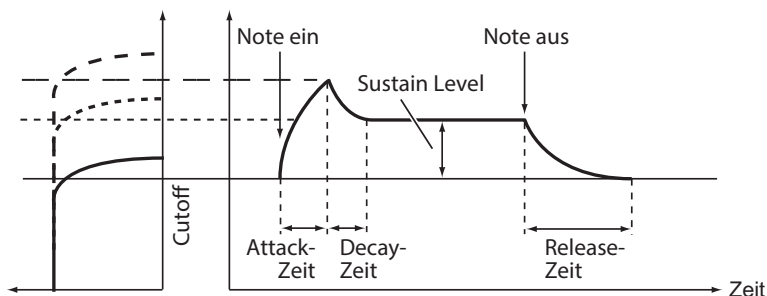 Note ein
Note aus
Sustain Level
Cutoff
Attack-
Zeit
Decay-
Zeit
Release-
Zeit
Zeit